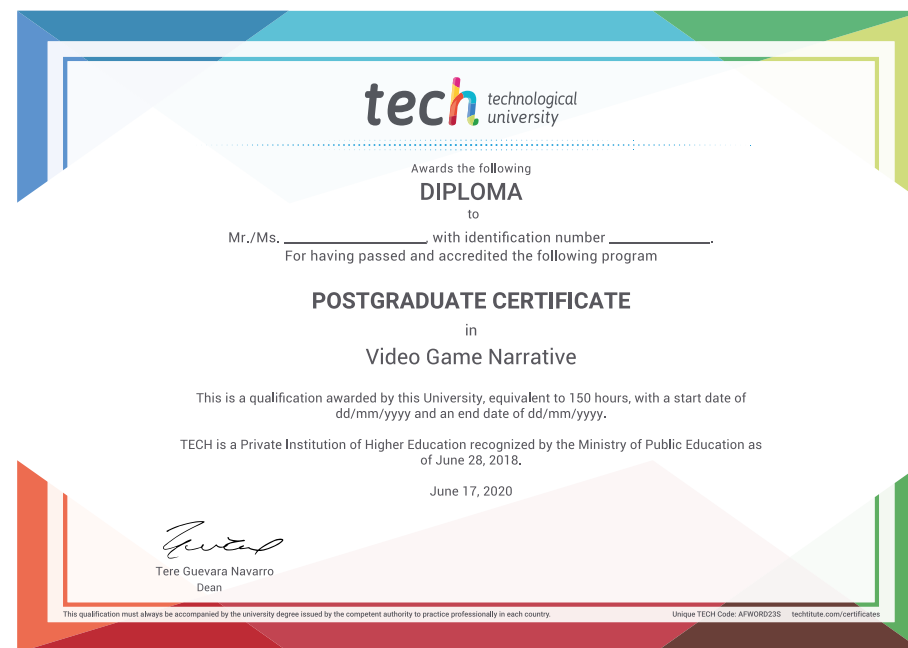 tech technological
university
Awards the following
DIPLOMA
to
Mr./Ms. ____________, with identification number ____________.
For having passed and accredited the following program
POSTGRADUATE CERTIFICATE
in
Video Game Narrative
This is a qualification awarded by this University, equivalent to 150 hours, with a start date of
dd/mm/yyyy and an end date of dd/mm/yyyy.
TECH is a Private Institution of Higher Education recognized by the Ministry of Public Education as
of June 28, 2018.
June 17, 2020
Tere Guevara Navarro
Dean
This qualification must always be accompanied by the university degree issued by the competent authority to practice professionally in each country. Unique TECH Code: AFWORD23S techtitute.com/certificates